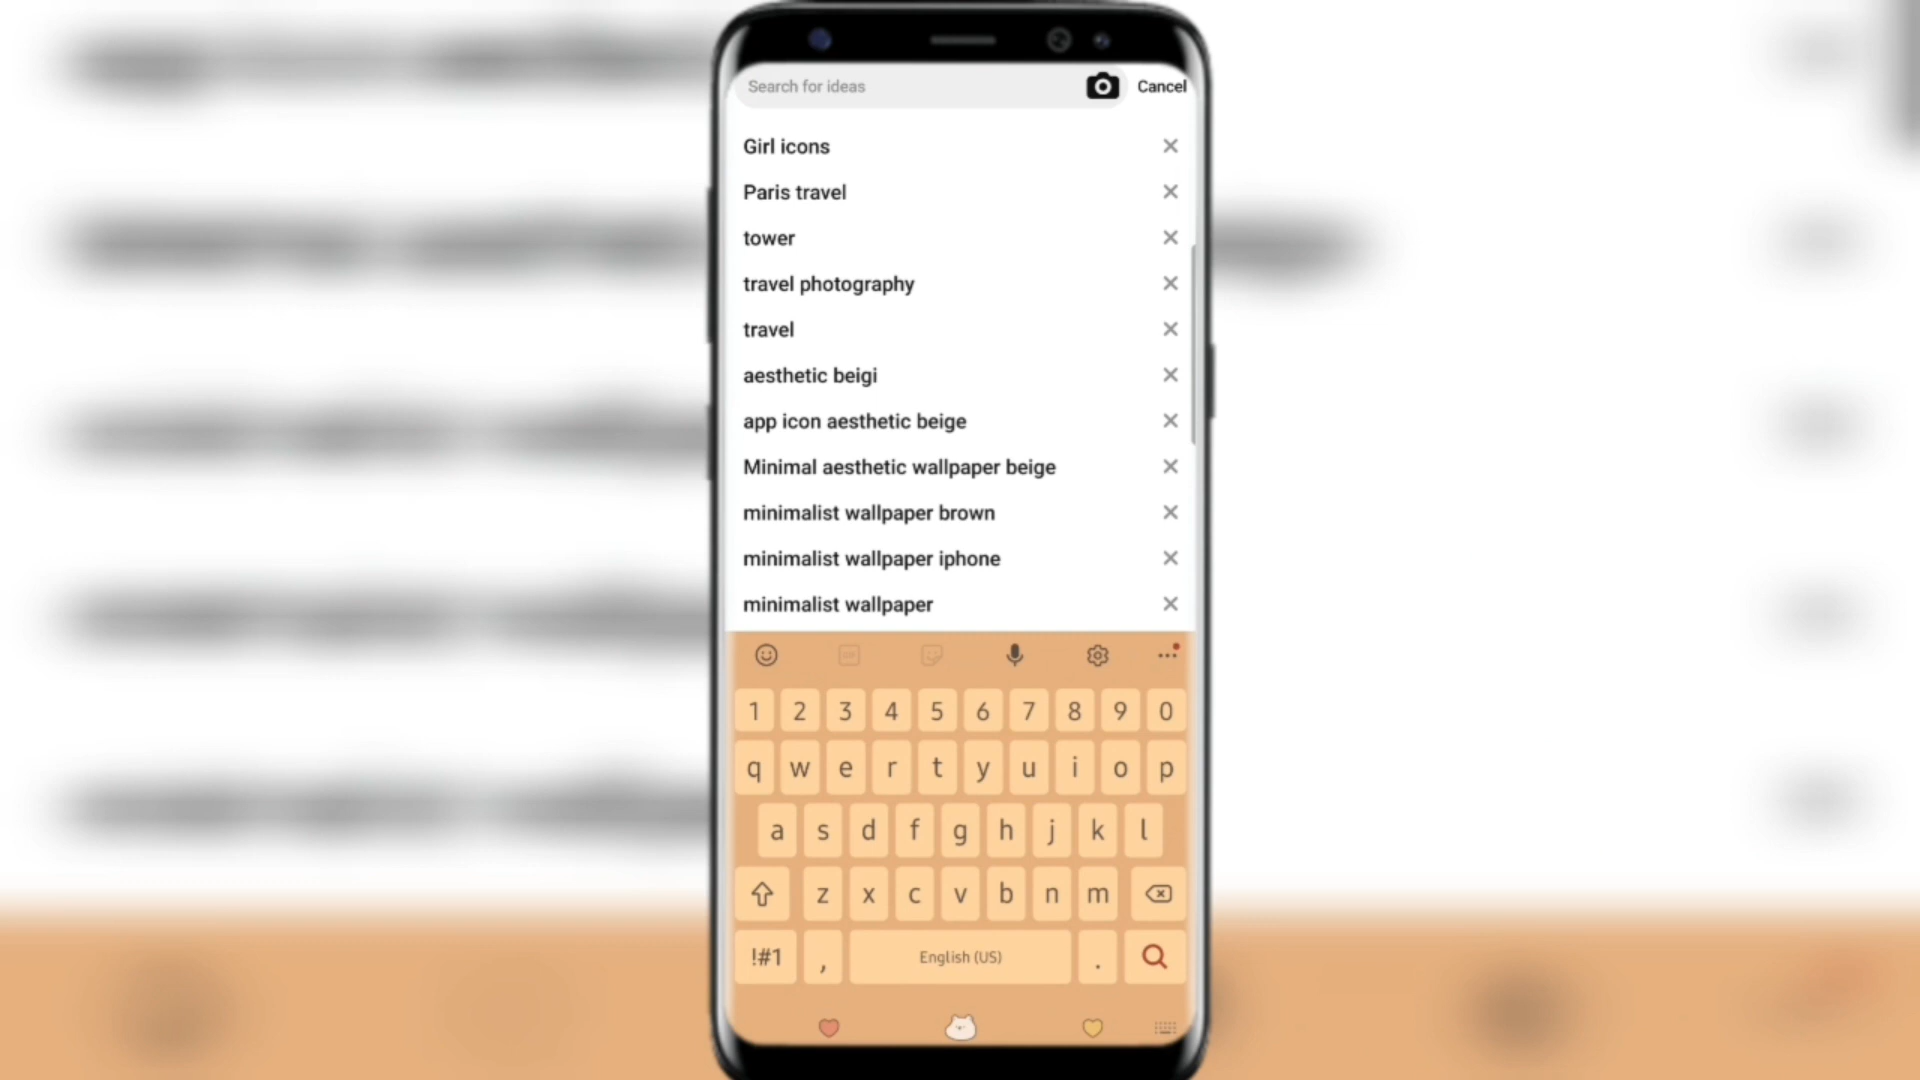 Search for ideas Cancel
Girl icons
Paris travel
tower
travel photography
travel
aesthetic beigi
app icon aesthetic beige
Minimal aesthetic wallpaper beige
minimalist wallpaper brown
minimalist wallpaper iphone
minimalist wallpaper
1 2 3 4 5 6 7 8 9 0
q w e r t y u i o p
a s d f g h j k l
z x c v b n m
!#1 , English (US) .